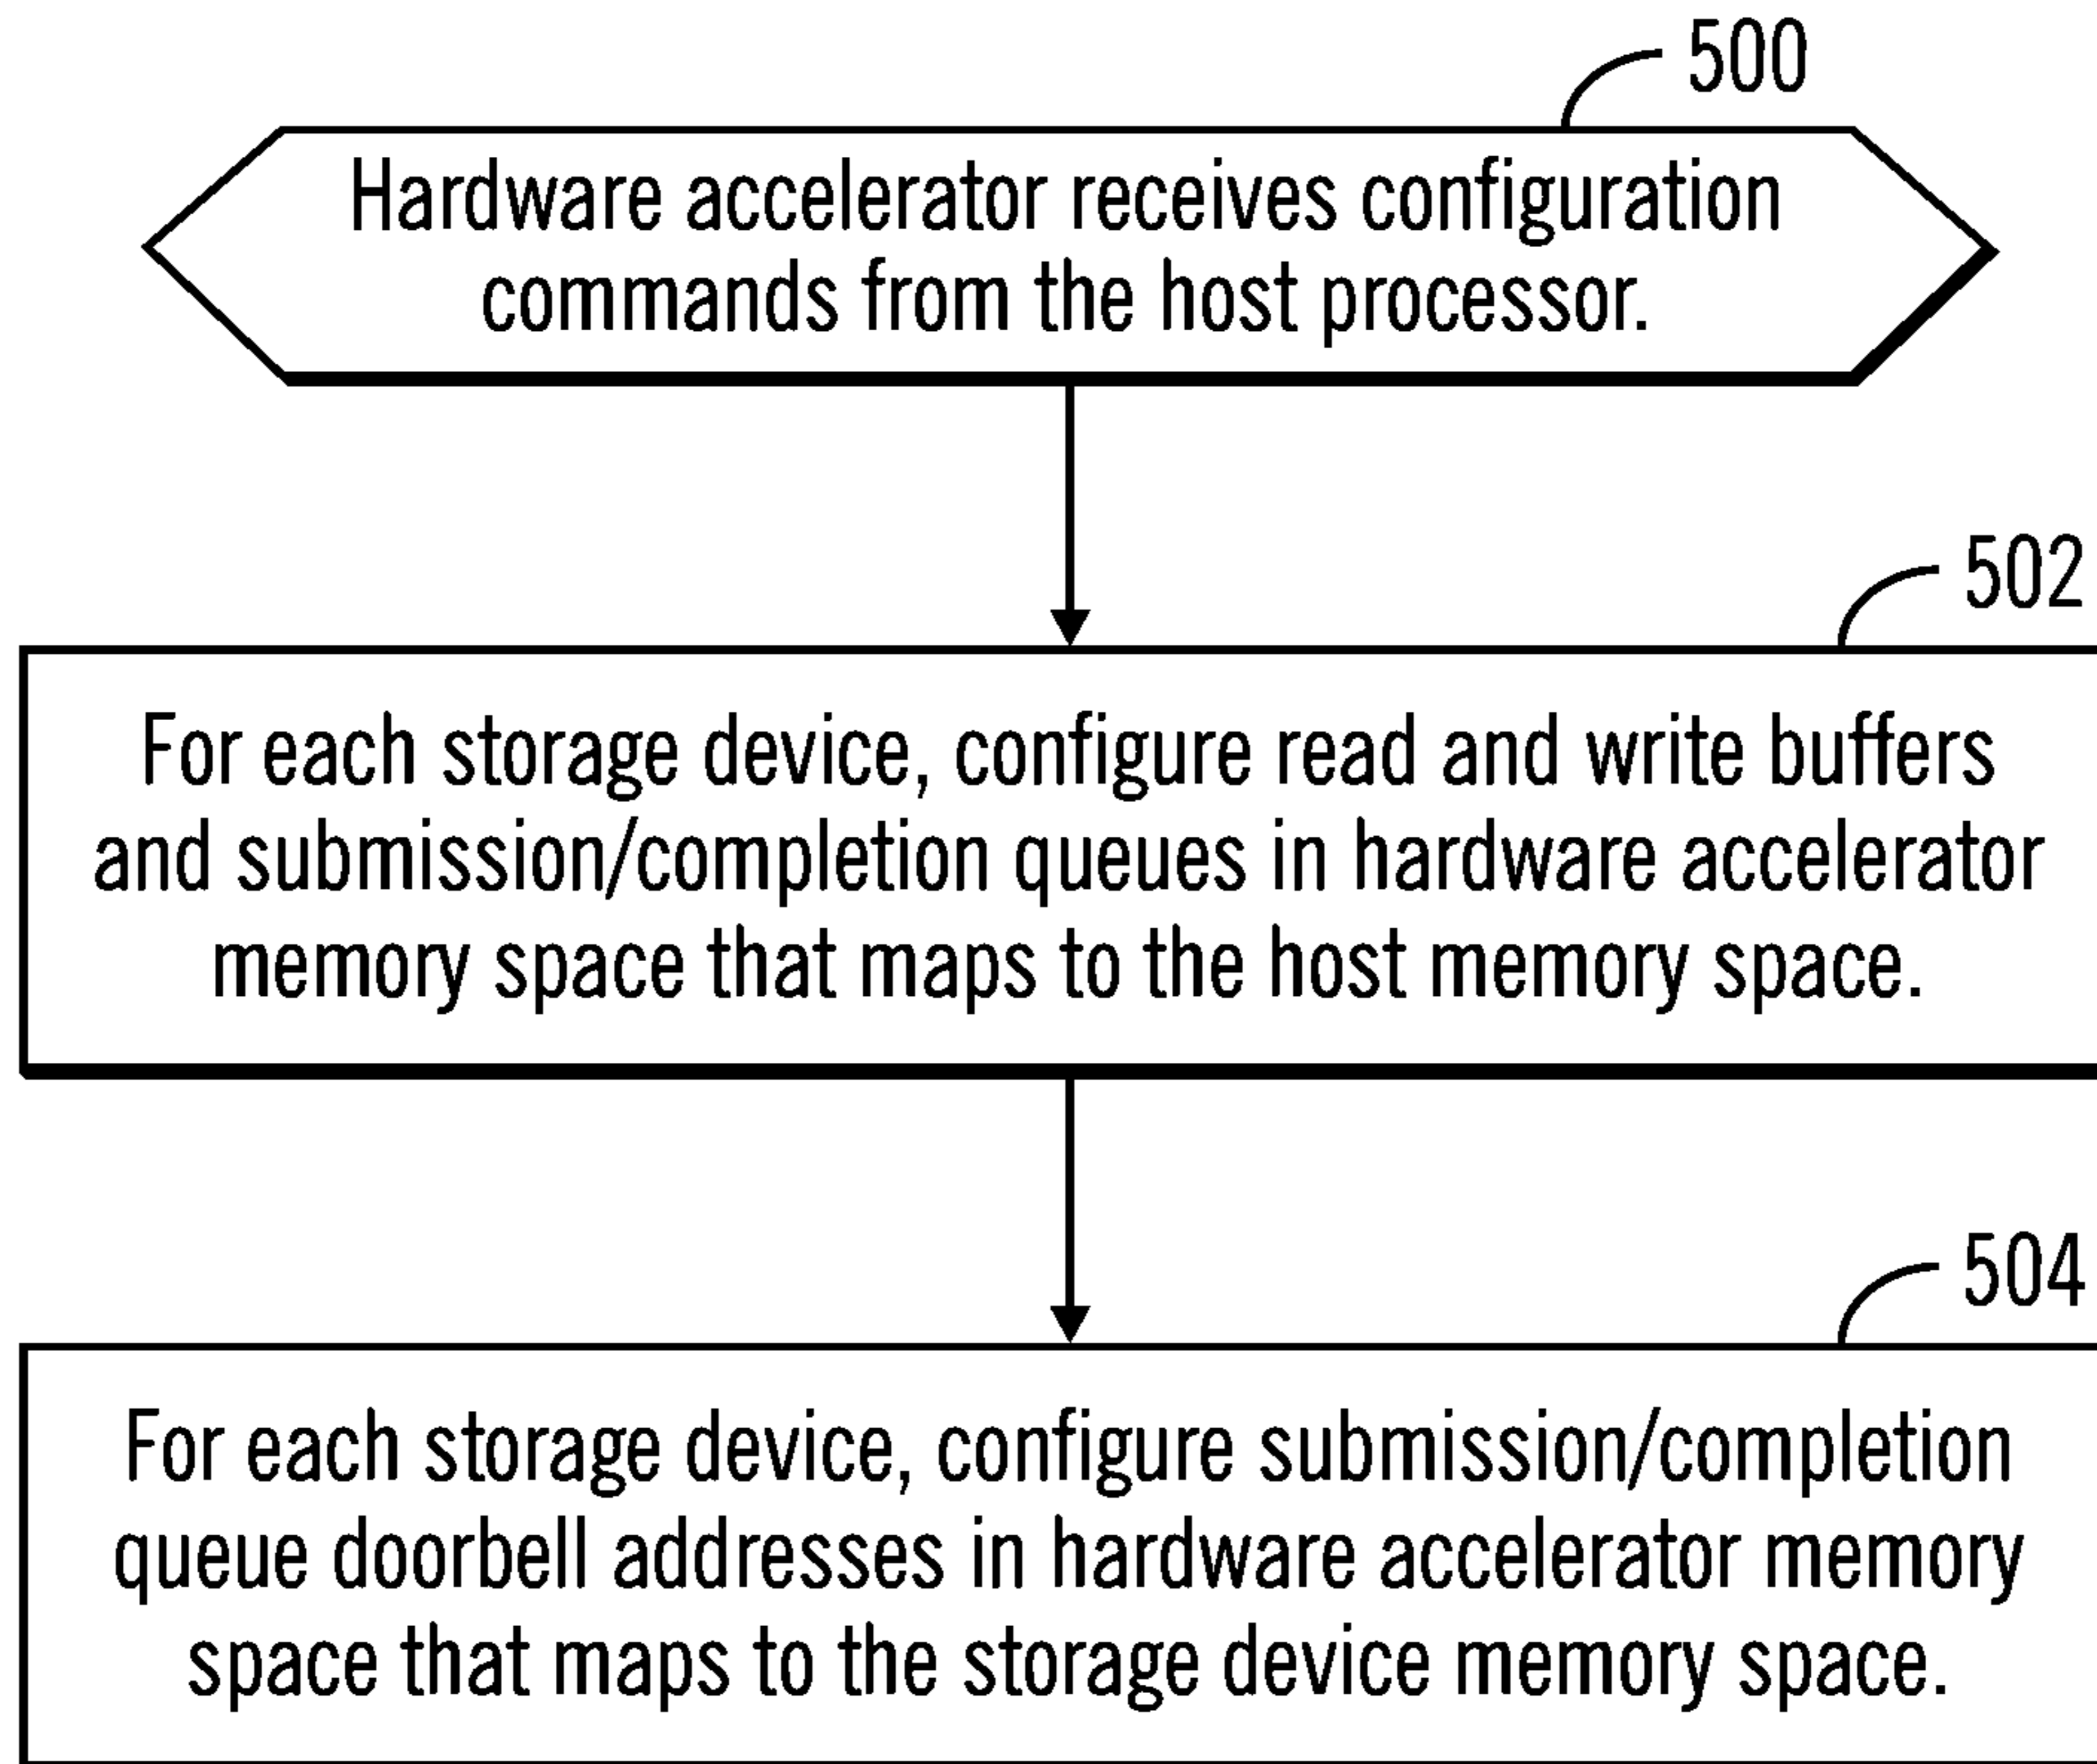 500
Hardware accelerator receives configuration
commands from the host processor.
502
For each storage device, configure read and write buffers
and submission/completion queues in hardware accelerator
memory space that maps to the host memory space.
504
For each storage device, configure submission/completion
queue doorbell addresses in hardware accelerator memory
space that maps to the storage device memory space.